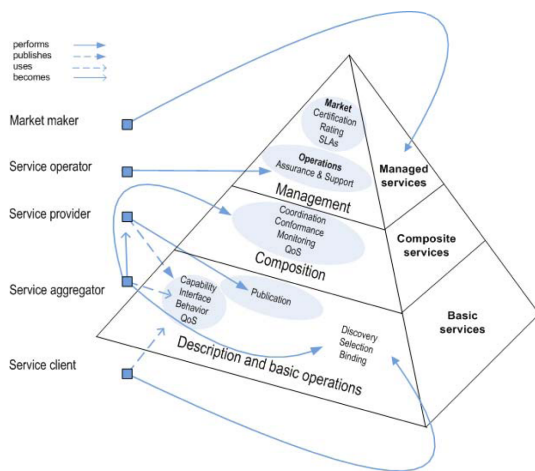 performs
publishes
uses
becomes
Market maker
Service operator
Service provider
Service aggregator
Service client
Market
Certification
Rating
SLAs
Operations
Assurance & Support
Management
Managed
services
Coordination
Conformance
Monitoring
QoS
Composition
Composite
services
Capability
Interface
Behavior
QoS
Publication
Discovery
Selection
Binding
Description and basic operations
Basic
services